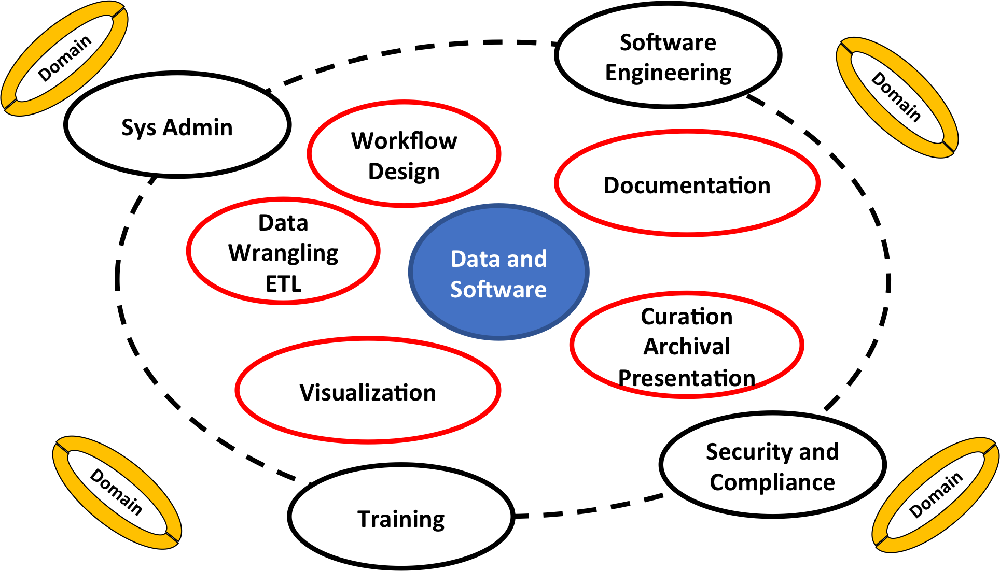 Domain
Software
Engineering
Domain
Sys Admin
Workflow
Design
Documentation
Data
Wrangling
ETL
Data and
Software
Curation
Archival
Presentation
Visualization
Security and
Compliance
Domain
Training
Domain